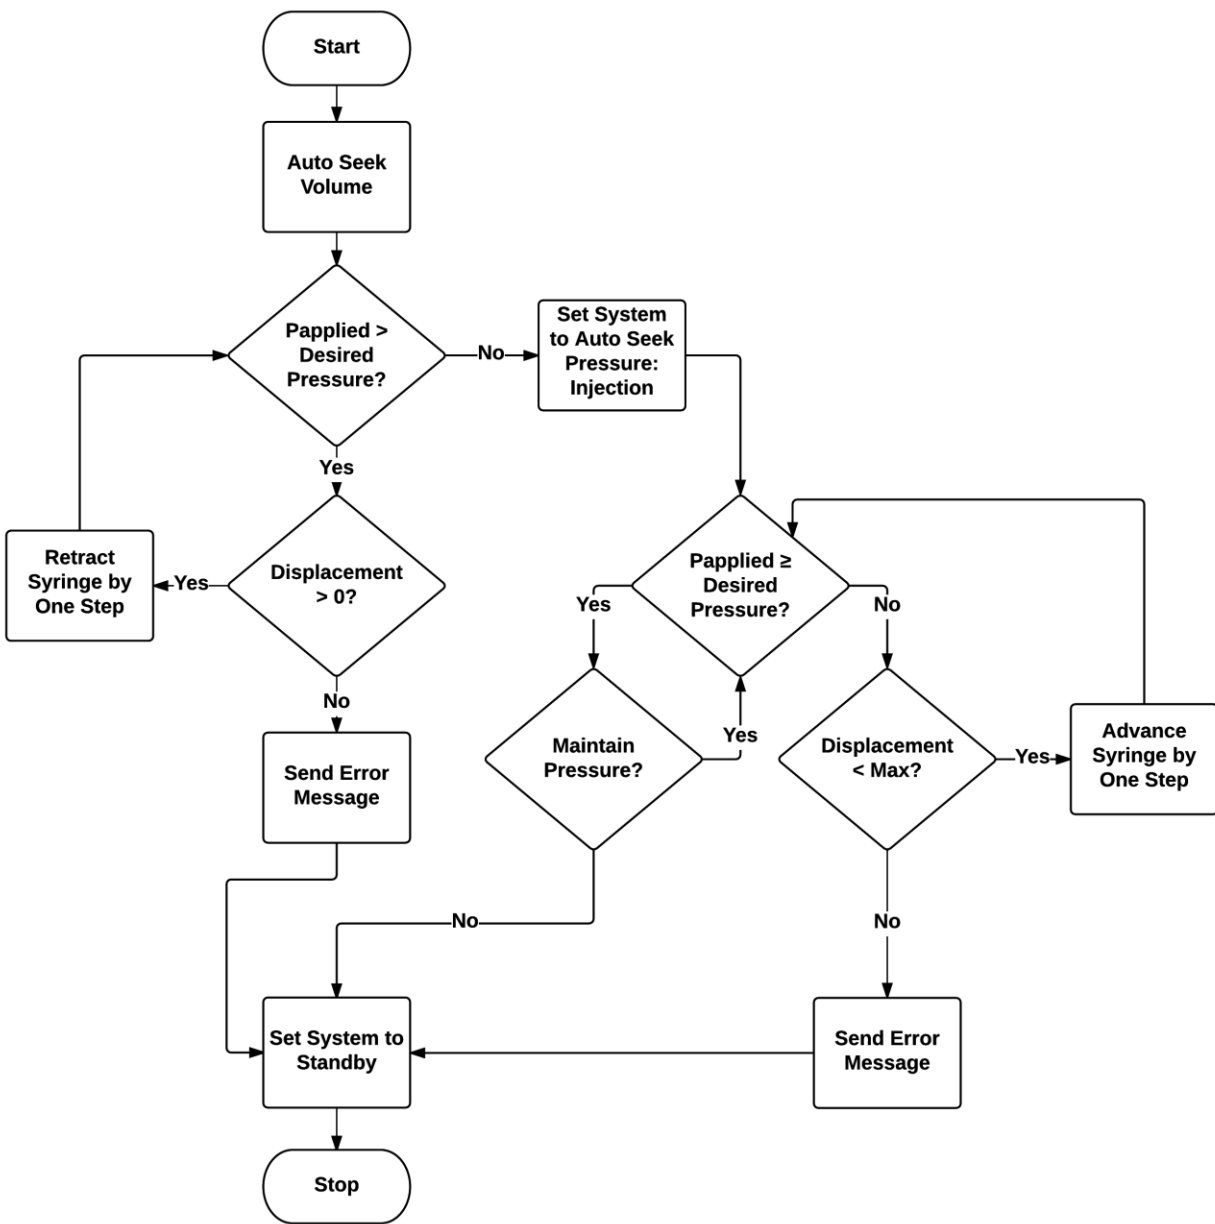 Start
Auto Seek
Volume
Papplied >
Desired
Pressure?
No
Set System
to Auto Seek
Pressure:
Injection
Yes
Retract
Syringe by
One Step
Yes
Displacement
> 0?
Papplied ≥
Desired
Pressure?
Yes
No
No
Send Error
Message
Maintain
Pressure?
Yes
Displacement
< Max?
Yes
Advance
Syringe by
One Step
No
No
Set System to
Standby
Send Error
Message
Stop